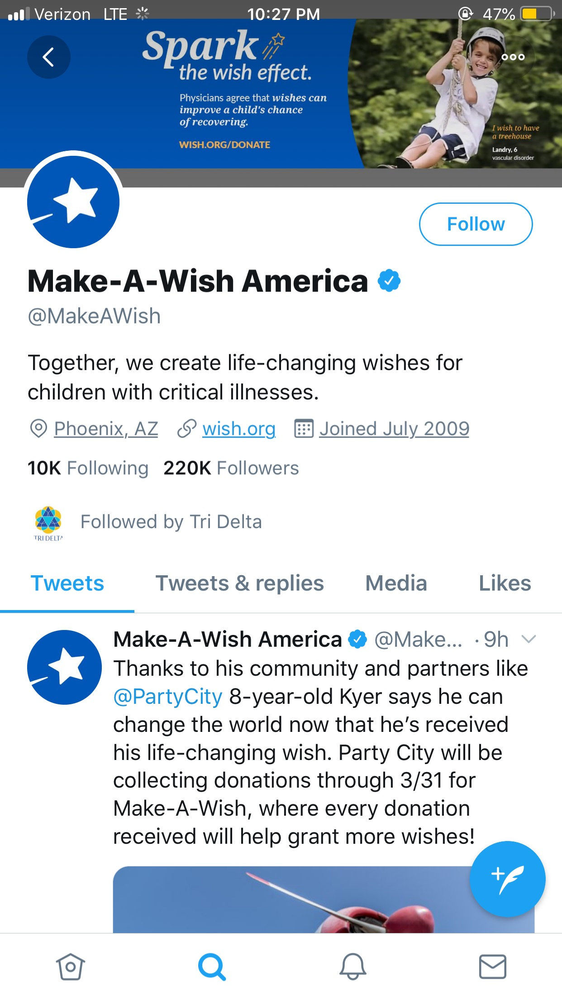 Verizon LTE 10:27 PM 47%
Spark
the wish effect.
Physicians agree that wishes can
improve a child's chance
of recovering.
WISH.ORG/DONATE
I wish to have
a treehouse
Landry, 6
vascular disorder
Follow
Make-A-Wish America
@MakeAWish
Together, we create life-changing wishes for
children with critical illnesses.
Phoenix, AZ wish.org Joined July 2009
10K Following 220K Followers
TRI DELTA
Followed by Tri Delta
Tweets Tweets & replies Media Likes
Make-A-Wish America @Make... · 9h
Thanks to his community and partners like
@PartyCity 8-year-old Kyer says he can
change the world now that he’s received
his life-changing wish. Party City will be
collecting donations through 3/31 for
Make-A-Wish, where every donation
received will help grant more wishes!